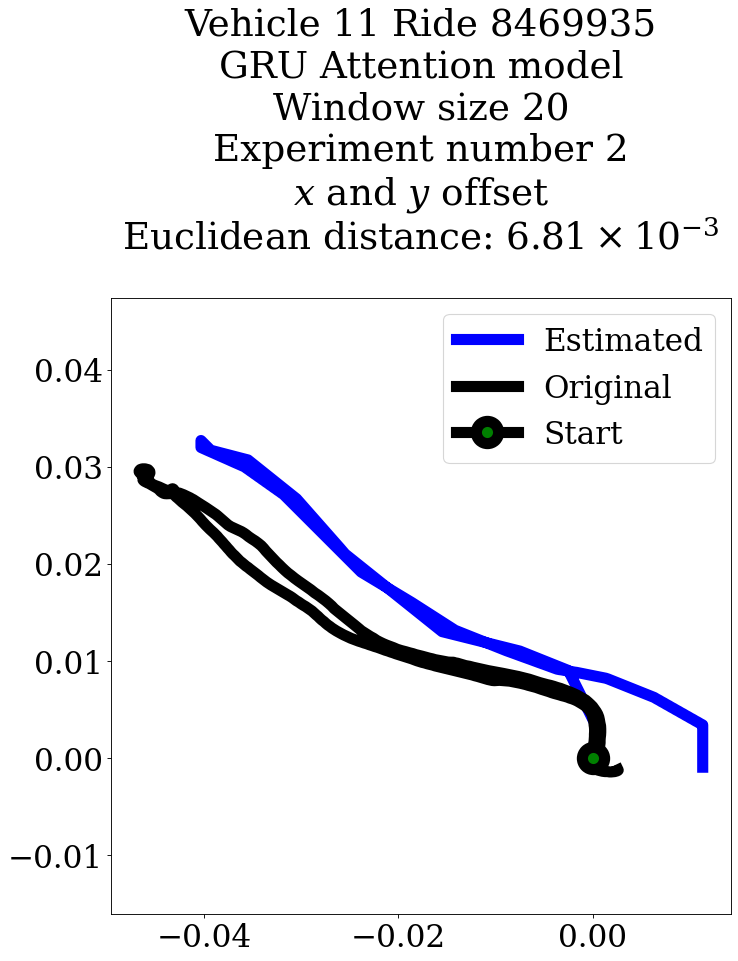 Vehicle 11 Ride 8469935
GRU Attention model
Window size 20
Experiment number 2
x and y offset
Euclidean distance: 6.81 × 10⁻³
Estimated
Original
Start
0.04
0.03
0.02
0.01
0.00
−0.01
−0.04
−0.02
0.00